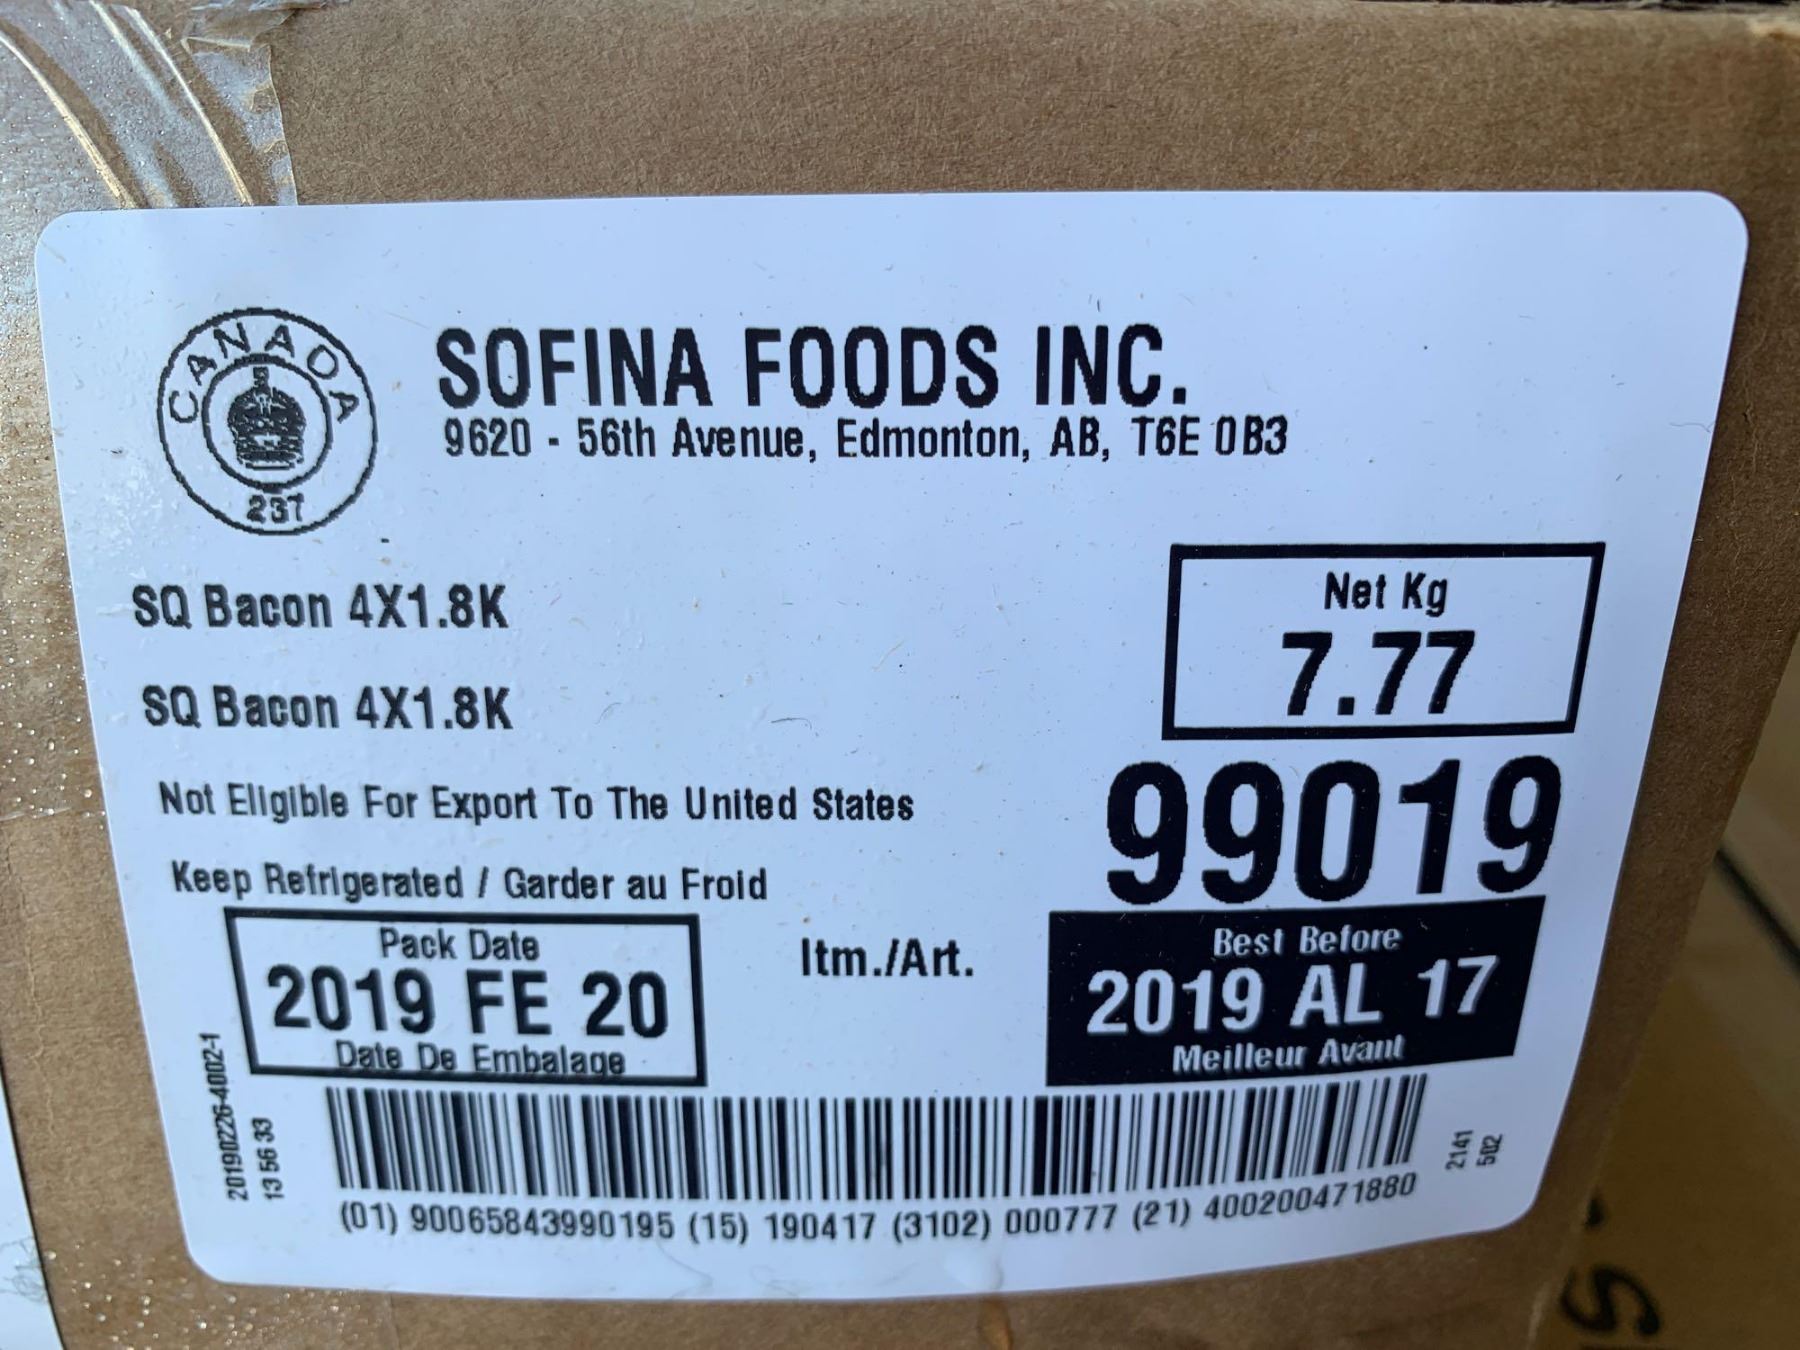 CANADA
237
SOFINA FOODS INC.
9620 - 56th Avenue, Edmonton, AB, T6E 0B3
SQ Bacon 4X1.8K
SQ Bacon 4X1.8K
Net Kg
7.77
99019
Not Eligible For Export To The United States
Keep Refrigerated / Garder au Froid
Pack Date
2019 FE 20
Date De Embalage
Itm./Art.
Best Before
2019 AL 17
Meilleur Avant
20190226-4002-1
13 56 33
2141
502
(01) 90065843990195 (15) 190417 (3102) 000777 (21) 400200471880